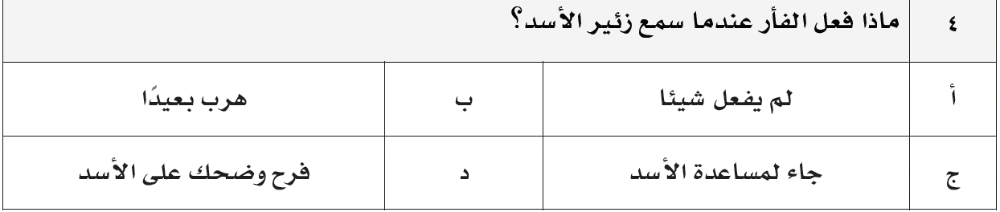 ٤ ماذا فعل الفأر عندما سمع زئير الأسد؟
أ لم يفعل شيئا ب هرب بعيدًا
ج جاء لمساعدة الأسد د فرح وضحك على الأسد